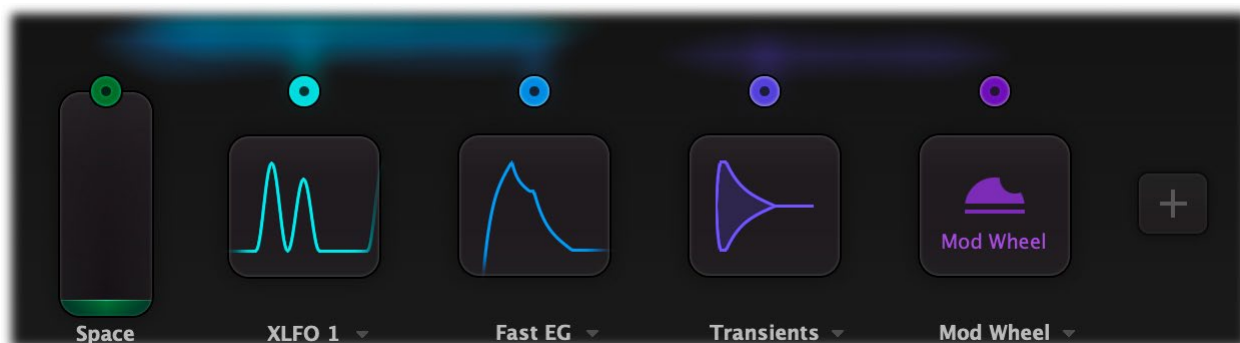 Mod Wheel
Space
XLFO 1
Fast EG
Transients
Mod Wheel